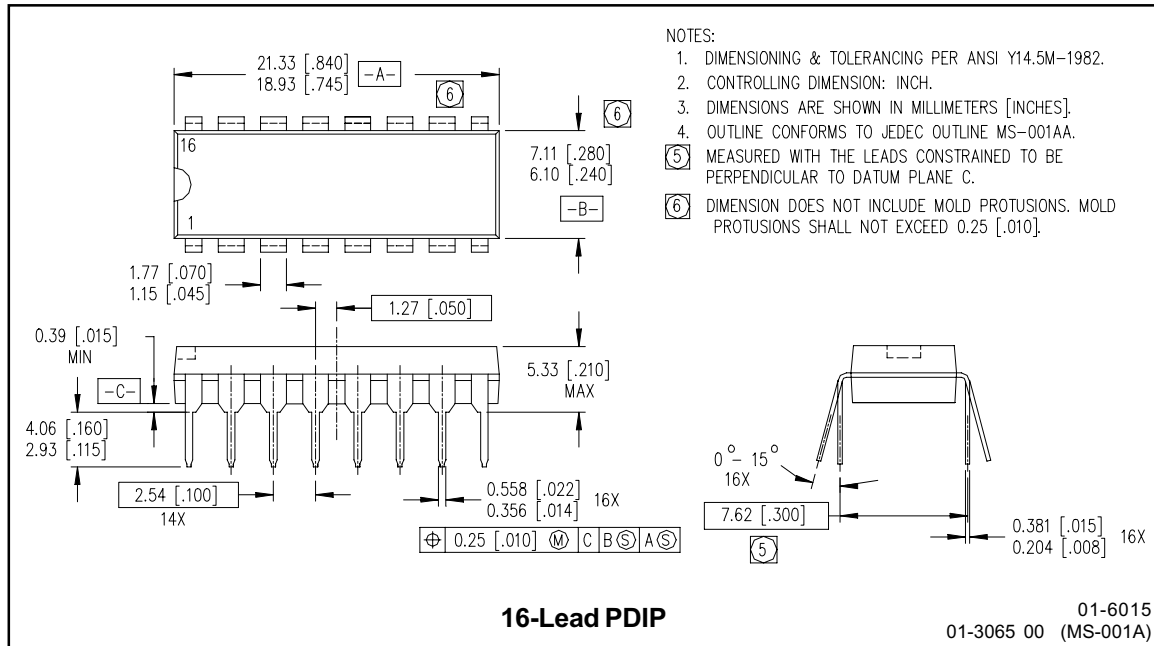 NOTES:
1. DIMENSIONING & TOLERANCING PER ANSI Y14.5M-1982.
2. CONTROLLING DIMENSION: INCH.
3. DIMENSIONS ARE SHOWN IN MILLIMETERS [INCHES].
4. OUTLINE CONFORMS TO JEDEC OUTLINE MS-001AA.
5 MEASURED WITH THE LEADS CONSTRAINED TO BE
PERPENDICULAR TO DATUM PLANE C.
6 DIMENSION DOES NOT INCLUDE MOLD PROTUSIONS. MOLD
PROTUSIONS SHALL NOT EXCEED 0.25 [.010].
21.33 [.840]
18.93 [.745]
-A-
6
6
16
1
7.11 [.280]
6.10 [.240]
-B-
1.77 [.070]
1.15 [.045]
1.27 [.050]
0.39 [.015]
MIN
-C-
5.33 [.210]
MAX
4.06 [.160]
2.93 [.115]
2.54 [.100]
14X
0.558 [.022]
0.356 [.014]
16X
⌖ 0.25 [.010] Ⓜ C B Ⓢ A Ⓢ
0° - 15°
16X
7.62 [.300]
5
0.381 [.015]
0.204 [.008]
16X
16-Lead PDIP
01-6015
01-3065 00 (MS-001A)